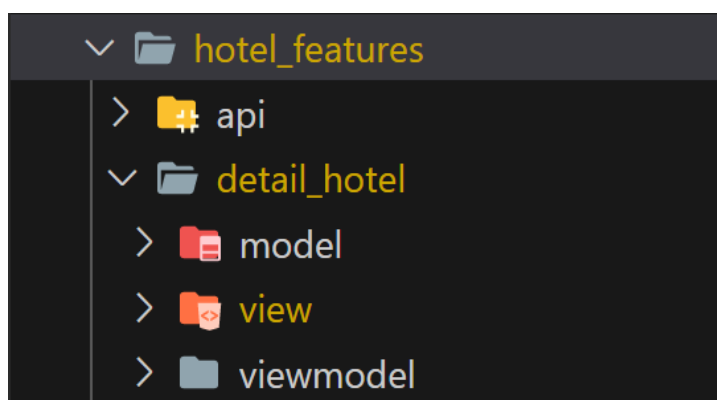 hotel_features
api
detail_hotel
model
view
viewmodel